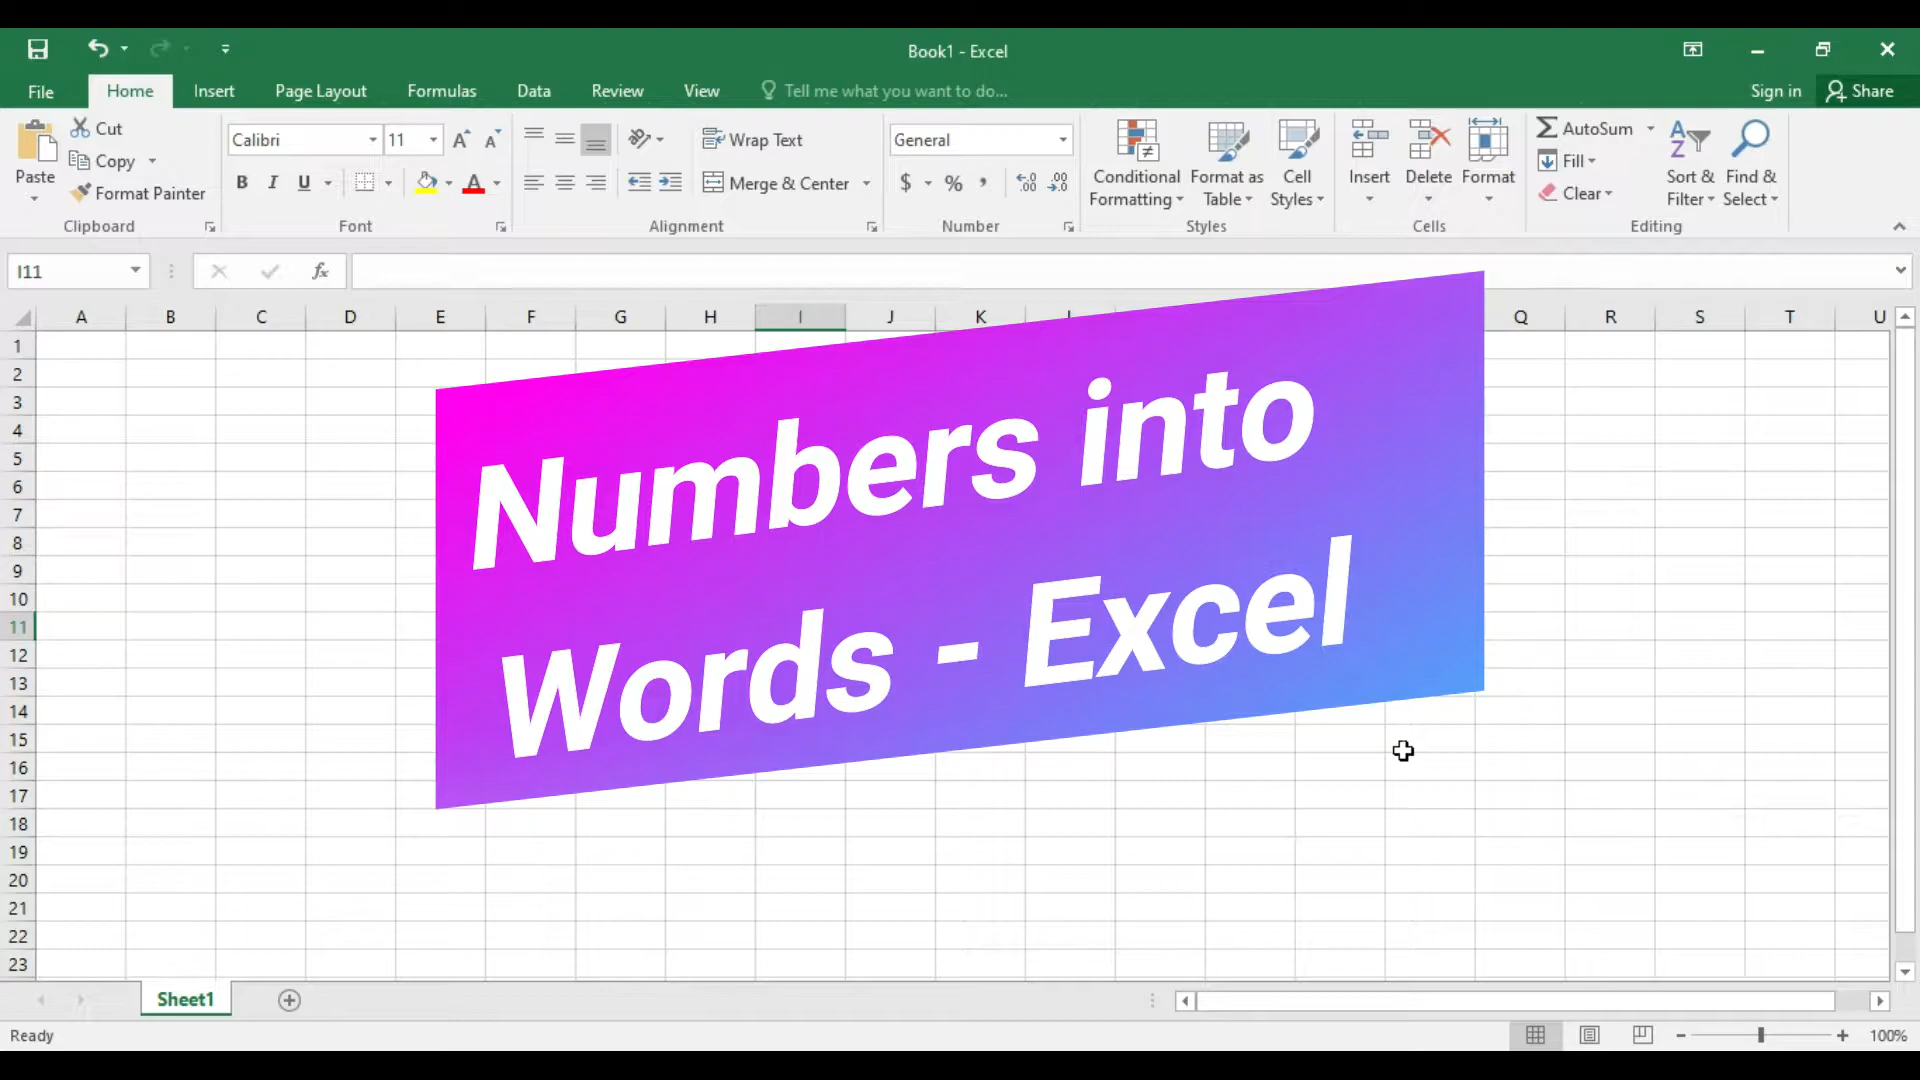 Book1 - Excel
File Home Insert Page Layout Formulas Data Review View Tell me what you want to do... Sign in Share
Paste Cut Copy Format Painter Clipboard
Calibri 11 B I U A Font
Wrap Text Merge & Center Alignment
General $ % , Number
Conditional Formatting Format as Table Cell Styles Styles
Insert Delete Format Cells
AutoSum Fill Clear Sort & Filter Find & Select Editing
I11 fx
A B C D E F G H I J K L Q R S T U
1
2
3
4
5
6
7
8
9
10
11
12
13
14
15
16
17
18
19
20
21
22
23
Numbers into
Words - Excel
Sheet1
Ready 100%